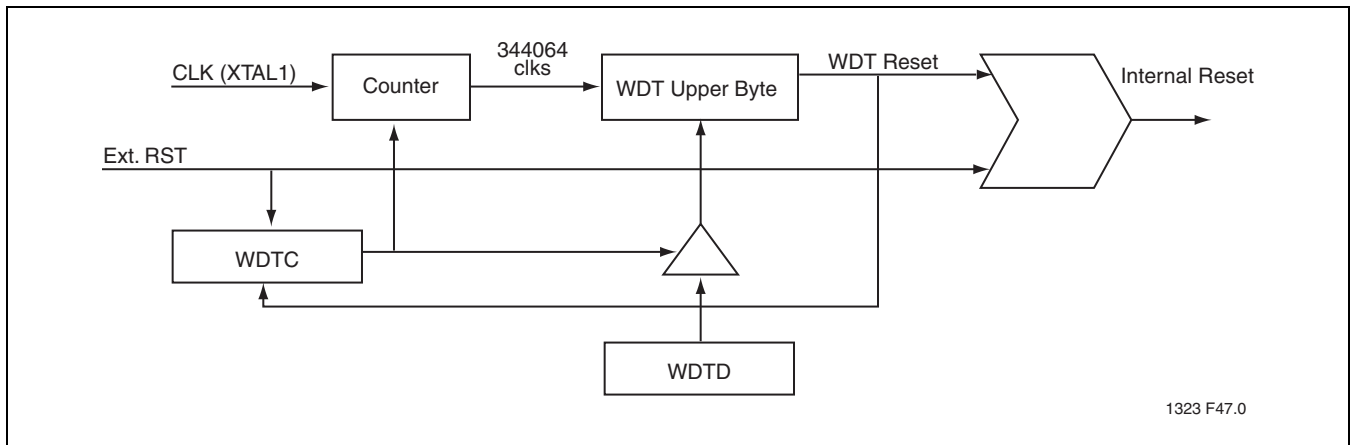 344064
clks
CLK (XTAL1)
Counter
WDT Upper Byte
WDT Reset
Internal Reset
Ext. RST
WDTC
WDTD
1323 F47.0